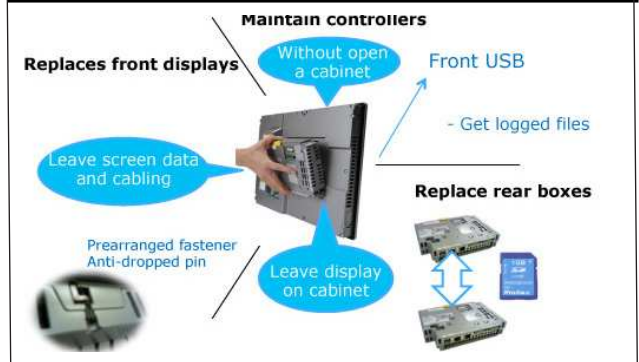 Maintain controllers
Replaces front displays
Without open
a cabinet
Front USB
- Get logged files
Leave screen data
and cabling
Replace rear boxes
Prearranged fastener
Anti-dropped pin
Leave display
on cabinet
1GB